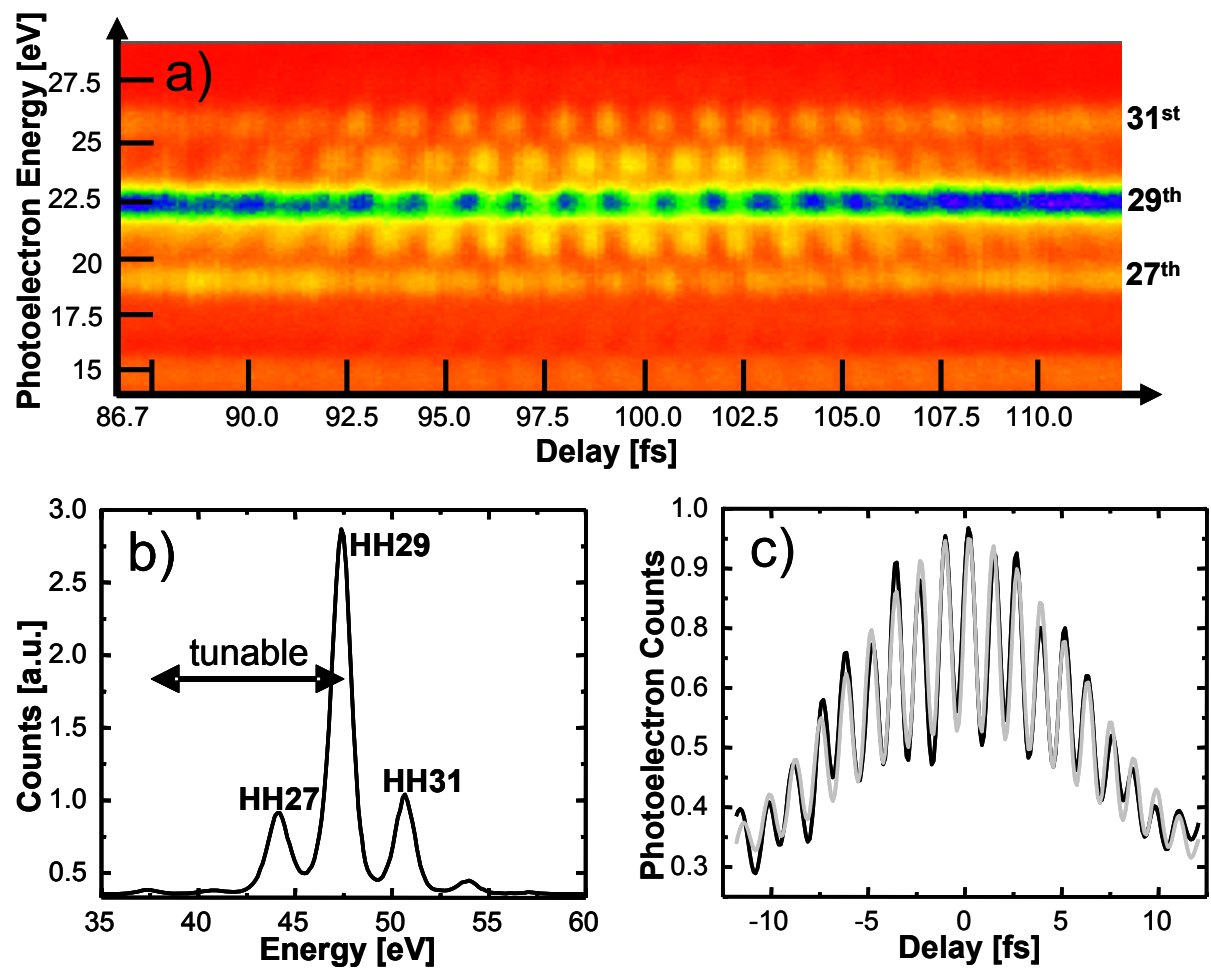 Photoelectron Energy [eV]
a)
27.5
25
22.5
20
17.5
15
31st
29th
27th
86.7 90.0 92.5 95.0 97.5 100.0 102.5 105.0 107.5 110.0
Delay [fs]
b)
Counts [a.u.]
3.0
2.5
2.0
1.5
1.0
0.5
HH29
tunable
HH27
HH31
35 40 45 50 55 60
Energy [eV]
c)
Photoelectron Counts
1.0
0.9
0.8
0.6
0.5
0.4
0.3
-10 -5 0 5 10
Delay [fs]